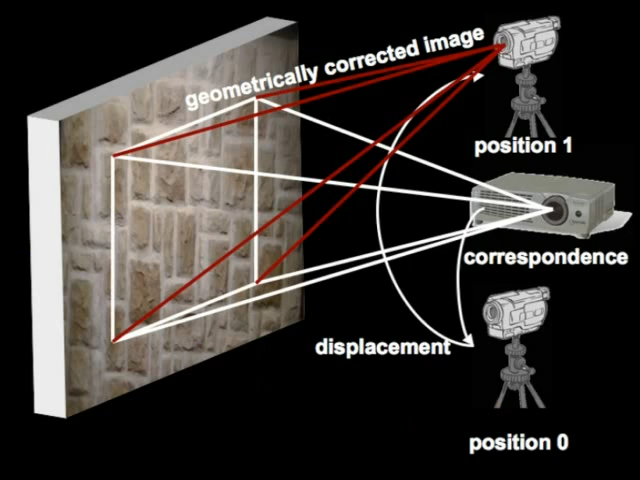 geometrically corrected image
position 1
correspondence
displacement
position 0